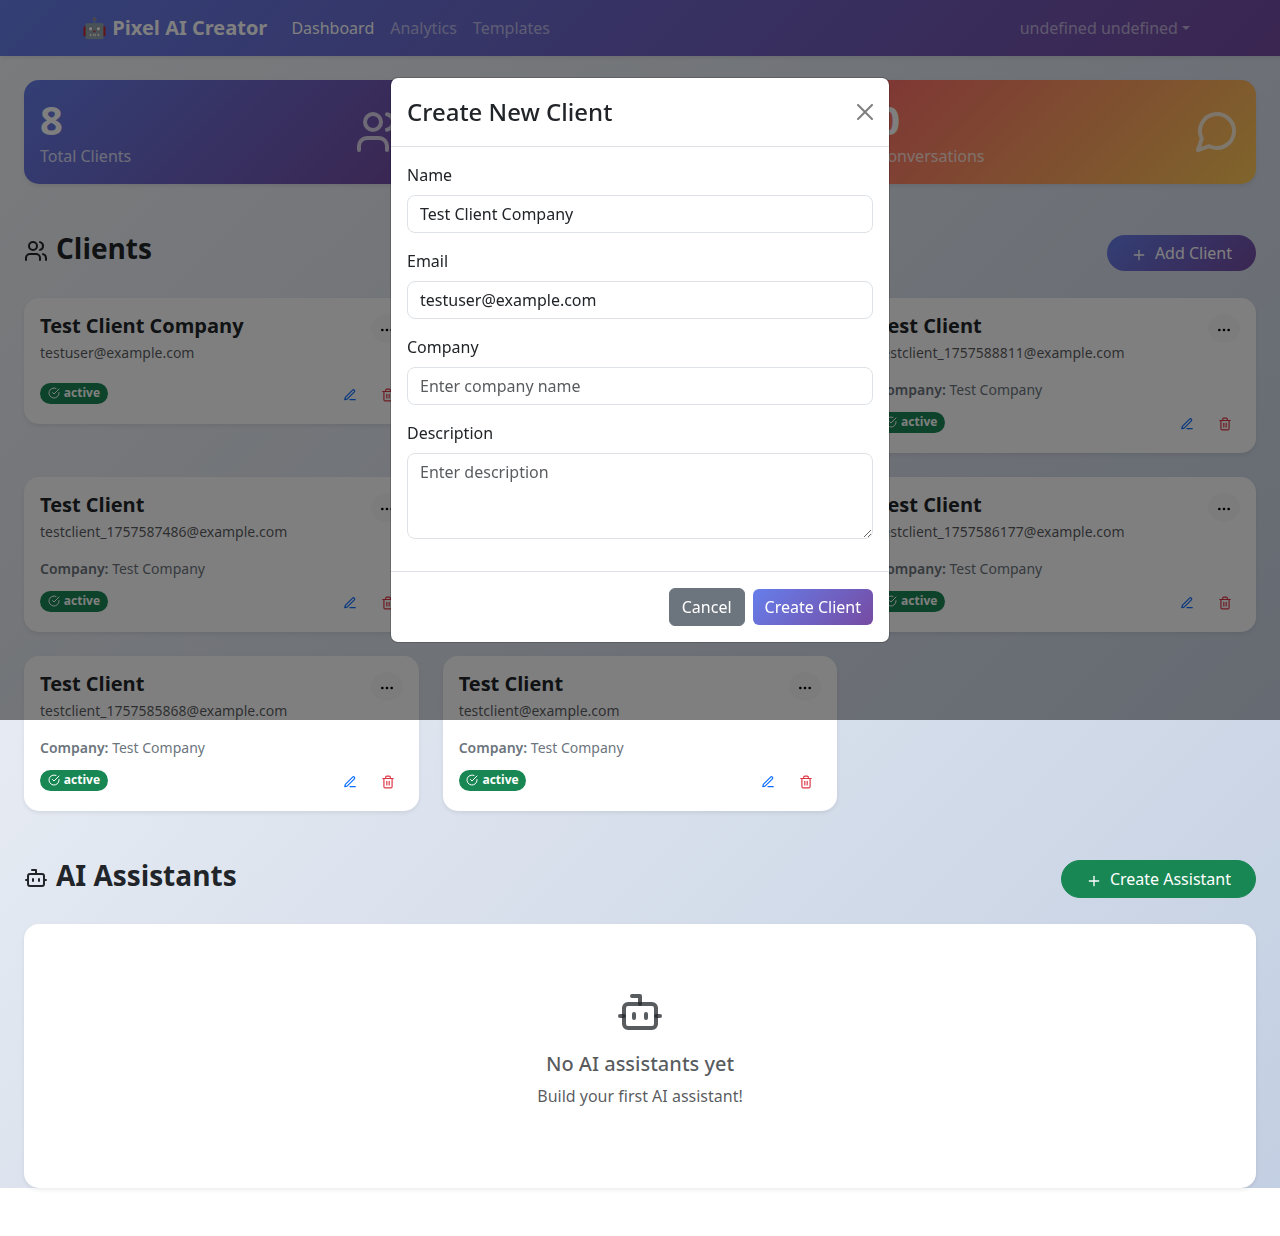 🤖 Pixel AI Creator Dashboard Analytics Templates undefined undefined
8
Total Clients
0
onversations
Create New Client
Name
Test Client Company
Email
testuser@example.com
Company
Enter company name
Description
Enter description
Cancel Create Client
Clients
+ Add Client
Test Client Company ...
testuser@example.com
active
est Client ...
stclient_1757588811@example.com
ompany: Test Company
active
Test Client ...
testclient_1757587486@example.com
Company: Test Company
active
est Client ...
stclient_1757586177@example.com
ompany: Test Company
active
Test Client ...
testclient_1757585868@example.com
Company: Test Company
active
Test Client ...
testclient@example.com
Company: Test Company
active
AI Assistants
+ Create Assistant
No AI assistants yet
Build your first AI assistant!